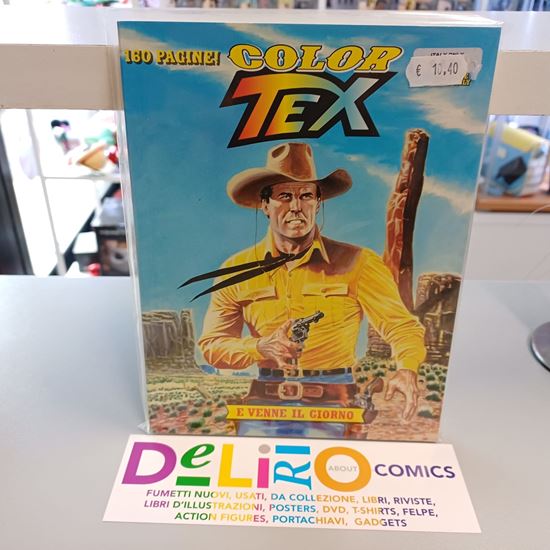 160 PAGINE!
COLOR
TEX
€ 10,40
E VENNE IL GIORNO
DeLiRiO
ABOUT
COMICS
FUMETTI NUOVI, USATI, DA COLLEZIONE, LIBRI, RIVISTE,
LIBRI D'ILLUSTRAZIONI, POSTERS, DVD, T-SHIRTS, FELPE,
ACTION FIGURES, PORTACHIAVI, GADGETS